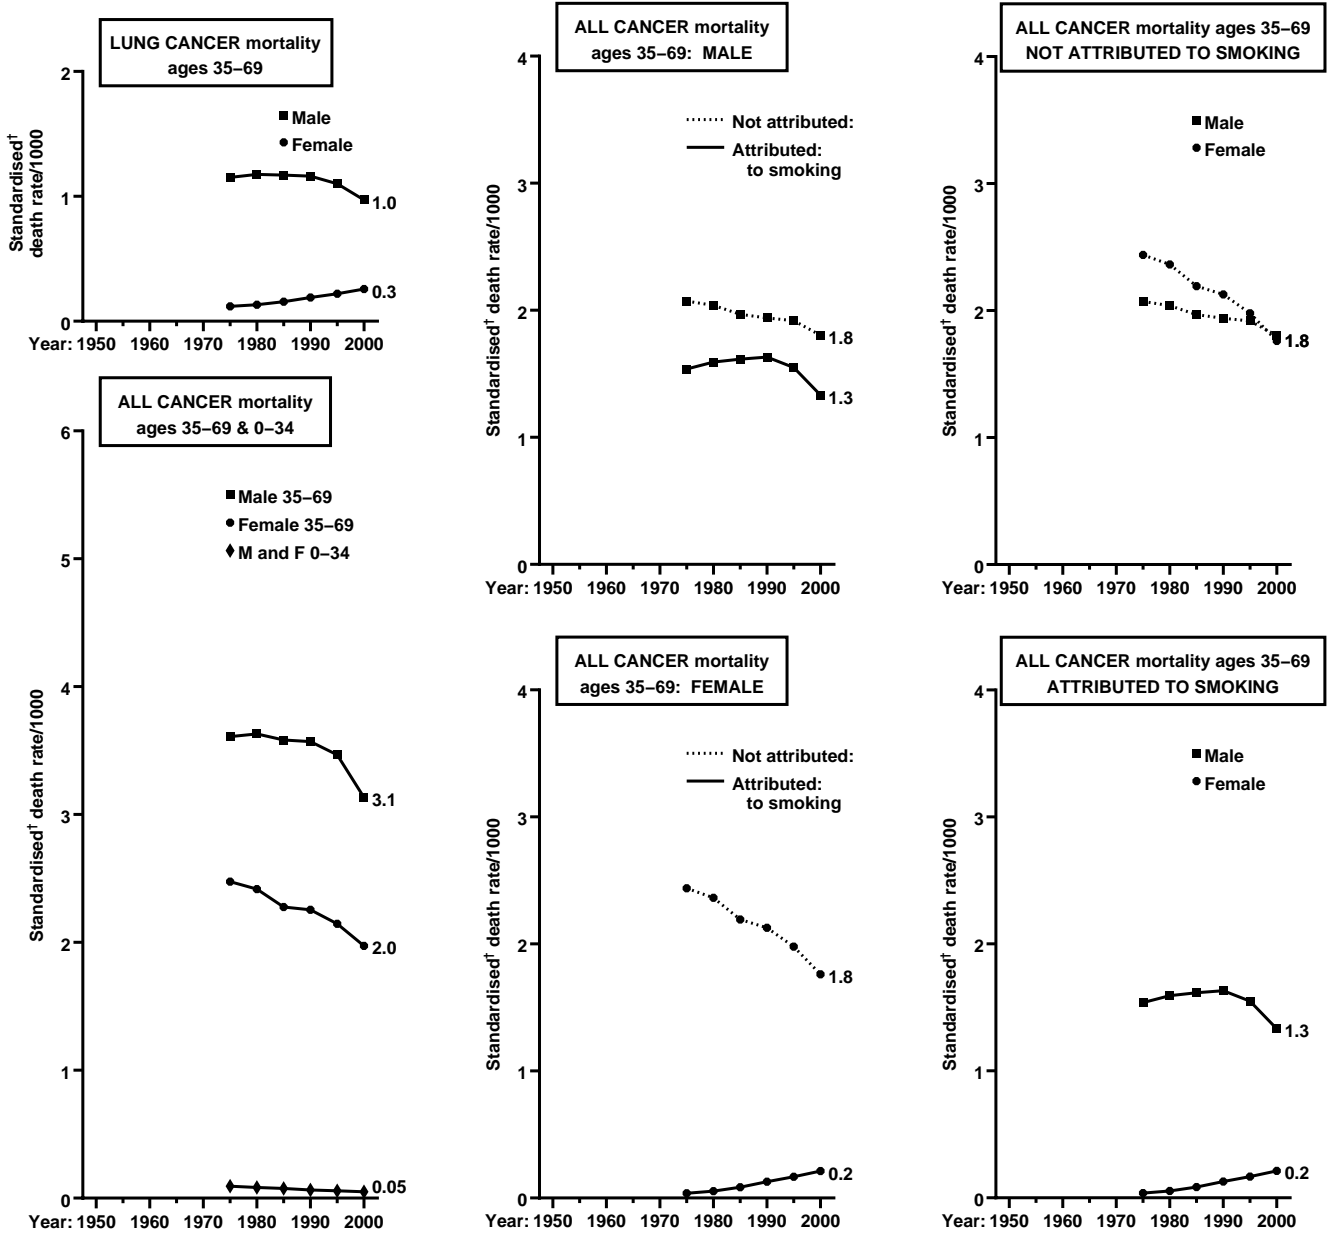 LUNG CANCER mortality
ages 35–69
Standardised†
death rate/1000
2
1
0
Male
Female
1.0
0.3
Year: 1950 1960 1970 1980 1990 2000
ALL CANCER mortality
ages 35–69 & 0–34
Standardised† death rate/1000
6
5
4
3
2
1
0
Male 35–69
Female 35–69
M and F 0–34
3.1
2.0
0.05
Year: 1950 1960 1970 1980 1990 2000
ALL CANCER mortality
ages 35–69: MALE
Standardised† death rate/1000
4
3
2
1
0
Not attributed:
Attributed:
to smoking
1.8
1.3
Year: 1950 1960 1970 1980 1990 2000
ALL CANCER mortality
ages 35–69: FEMALE
Standardised† death rate/1000
4
3
2
1
0
Not attributed:
Attributed:
to smoking
1.8
0.2
Year: 1950 1960 1970 1980 1990 2000
ALL CANCER mortality ages 35–69
NOT ATTRIBUTED TO SMOKING
Standardised† death rate/1000
4
3
2
1
0
Male
Female
1.8
Year: 1950 1960 1970 1980 1990 2000
ALL CANCER mortality ages 35–69
ATTRIBUTED TO SMOKING
Standardised† death rate/1000
4
3
2
1
0
Male
Female
1.3
0.2
Year: 1950 1960 1970 1980 1990 2000